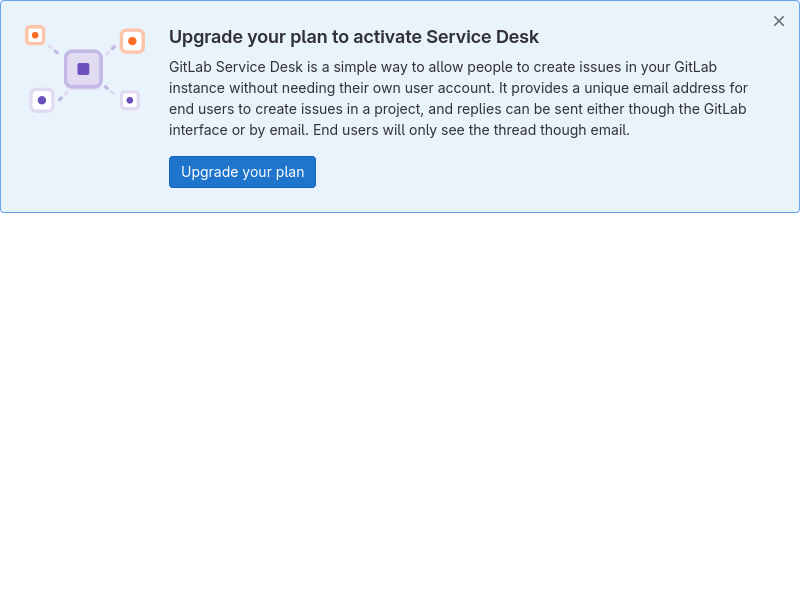 Upgrade your plan to activate Service Desk
GitLab Service Desk is a simple way to allow people to create issues in your GitLab
instance without needing their own user account. It provides a unique email address for
end users to create issues in a project, and replies can be sent either though the GitLab
interface or by email. End users will only see the thread though email.
Upgrade your plan